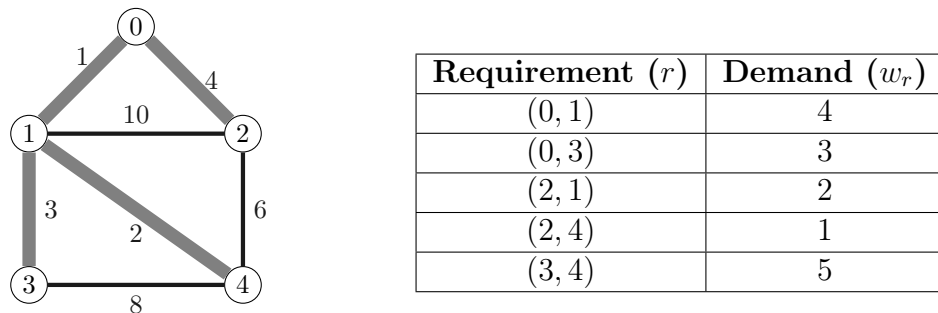 0
1
4
10
1
2
3
2
6
3
4
8
Requirement (r) Demand (w_r)
(0, 1) 4
(0, 3) 3
(2, 1) 2
(2, 4) 1
(3, 4) 5